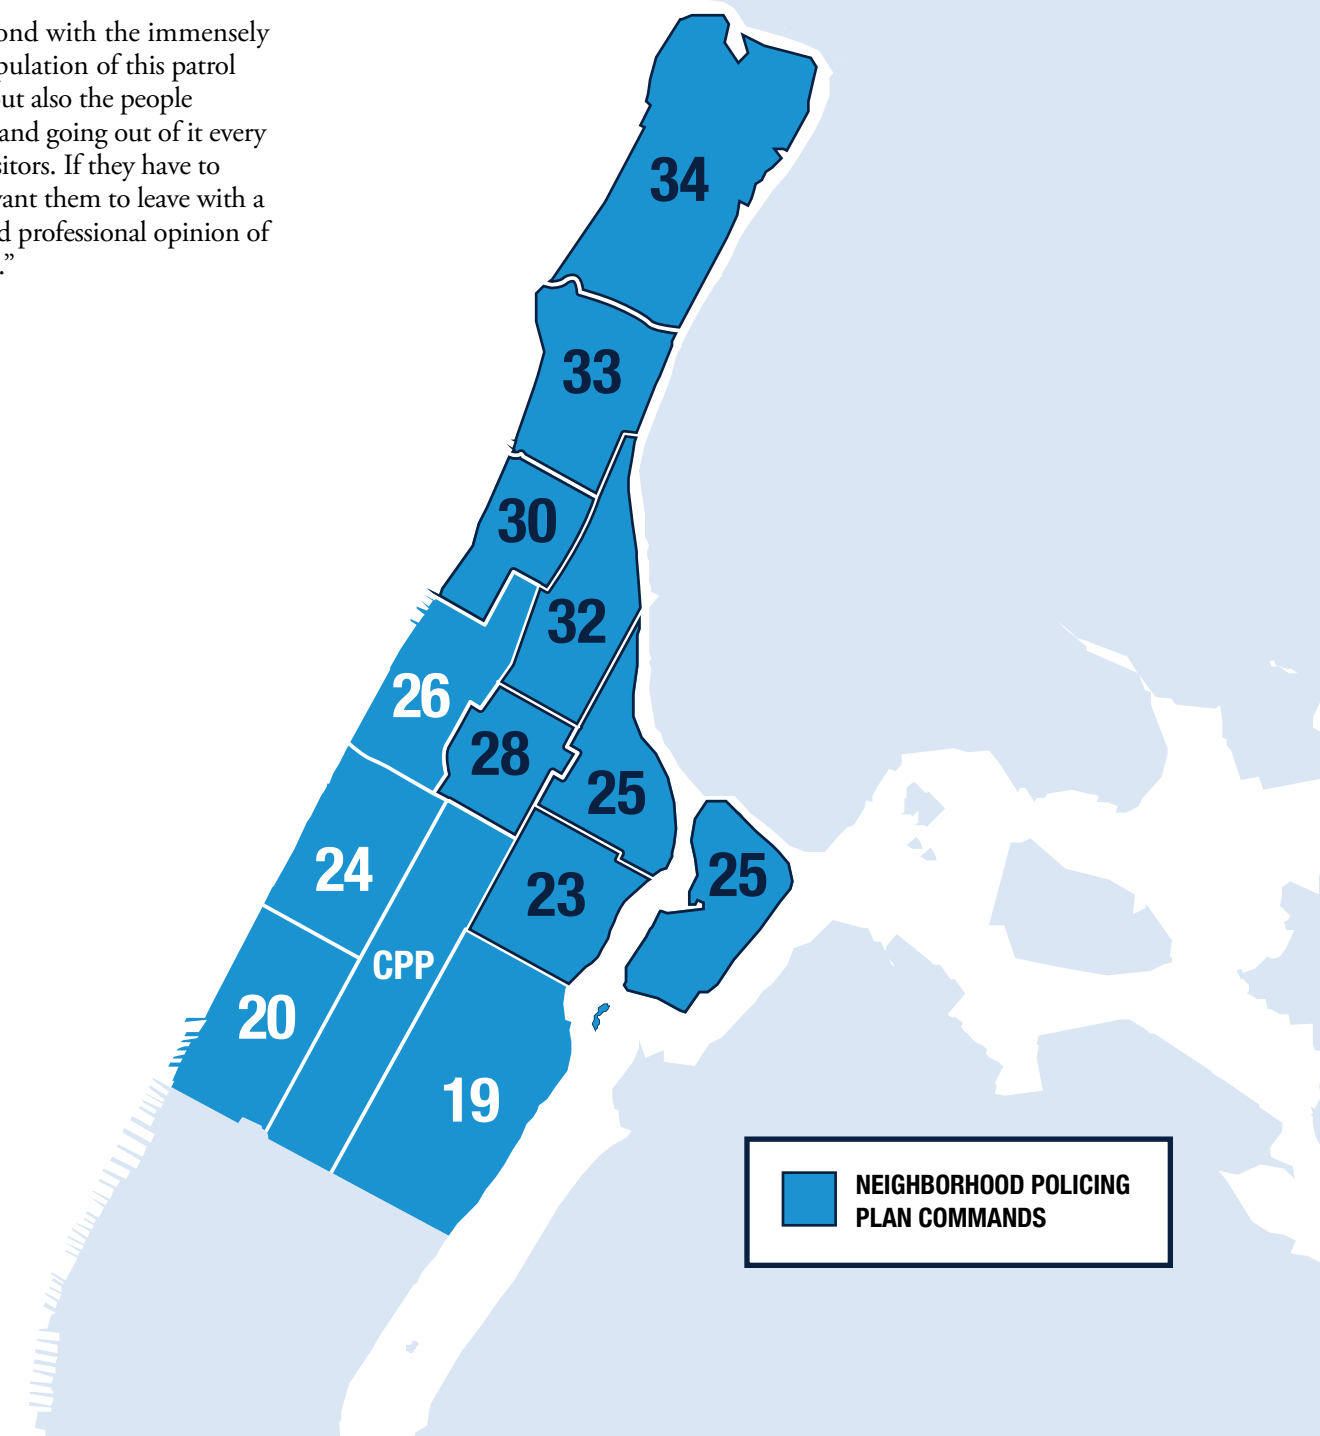 ond with the immensely
pulation of this patrol
out also the people
and going out of it every
sitors. If they have to
want them to leave with a
d professional opinion of
.”
34
33
30
32
26
28
25
24
23
25
CPP
20
19
NEIGHBORHOOD POLICING
PLAN COMMANDS